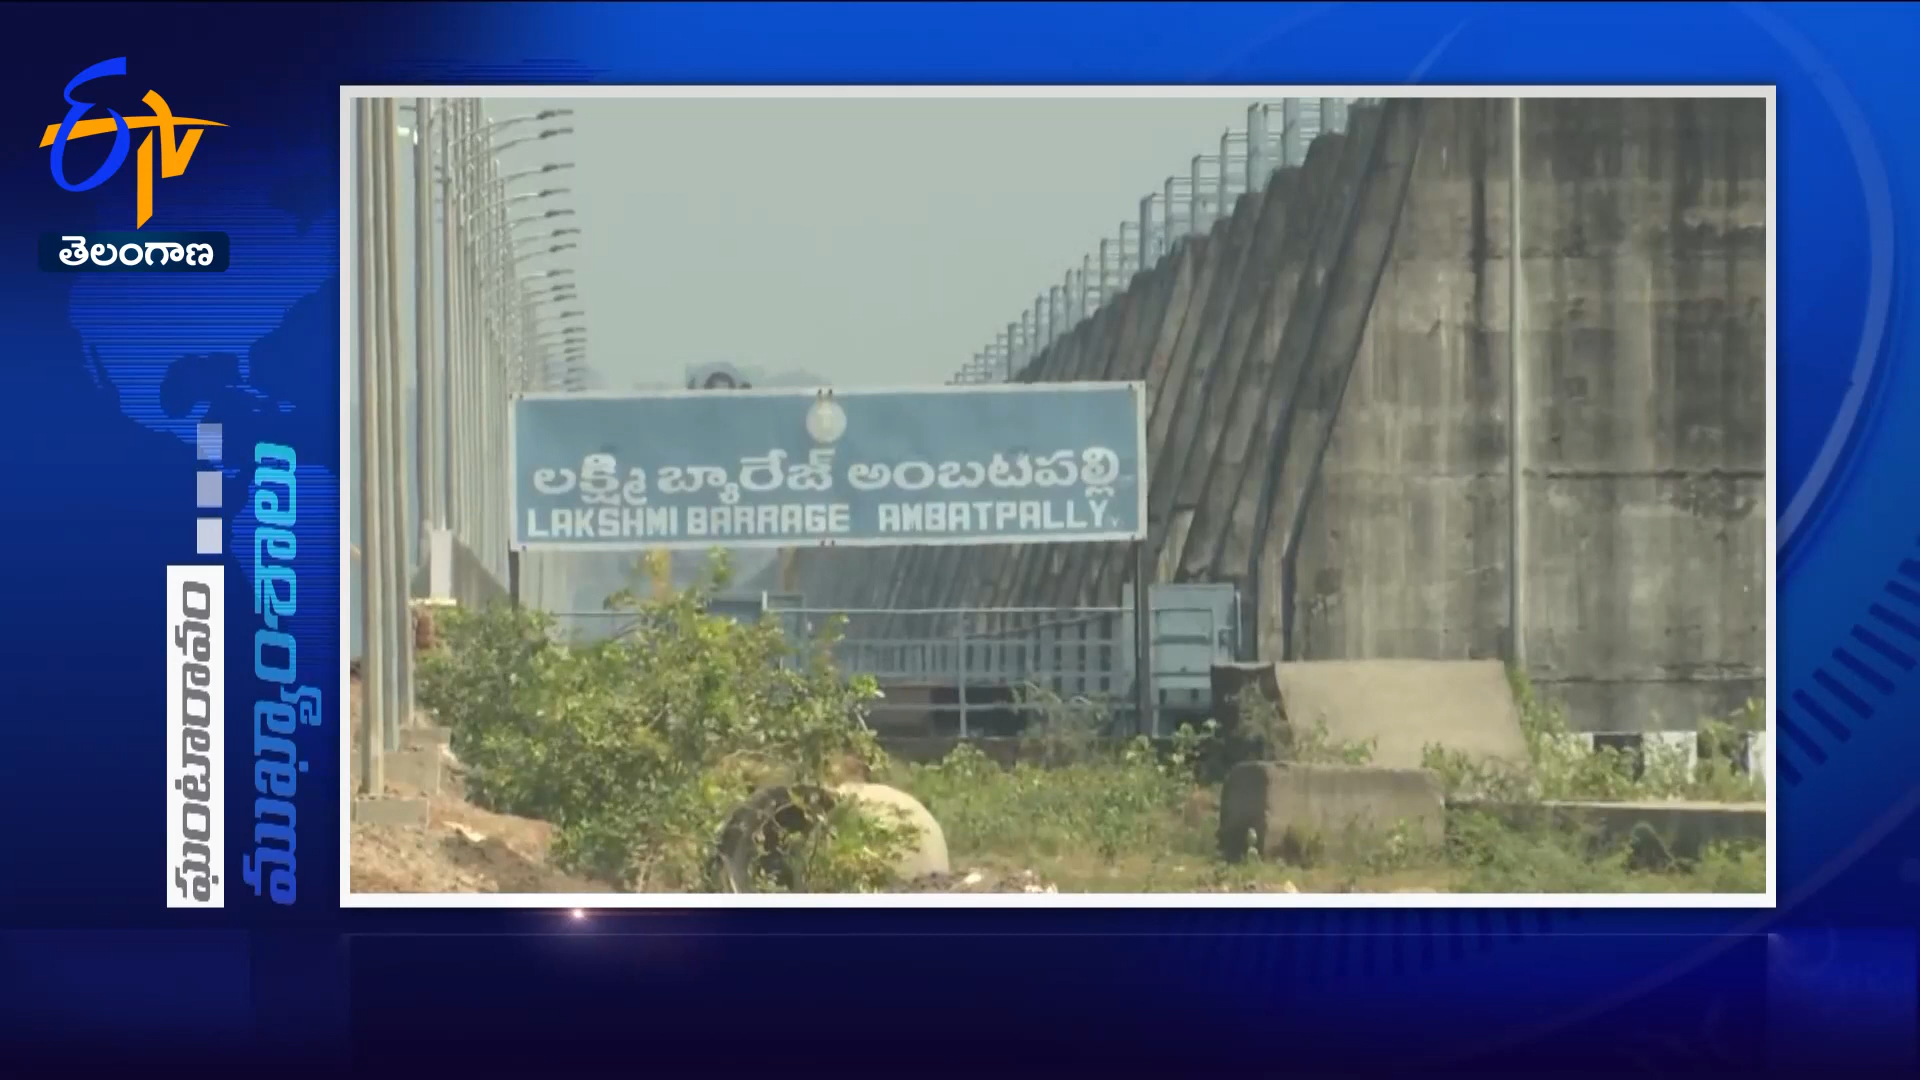 ETV
తెలంగాణ
ఘంటారావం
ముఖ్యాంశాలు
లక్ష్మి బ్యారేజ్ అంబటపల్లి
LAKSHMI BARRAGE AMBATPALLY